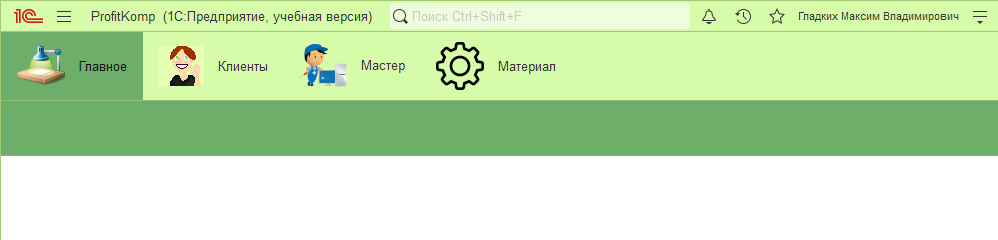 1С ProfitKomp (1С:Предприятие, учебная версия) Поиск Ctrl+Shift+F Гладких Максим Владимирович
Главное Клиенты Мастер Материал